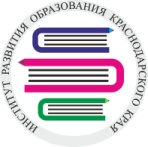 ИНСТИТУТ РАЗВИТИЯ ОБРАЗОВАНИЯ КРАСНОДАРСКОГО КРАЯ